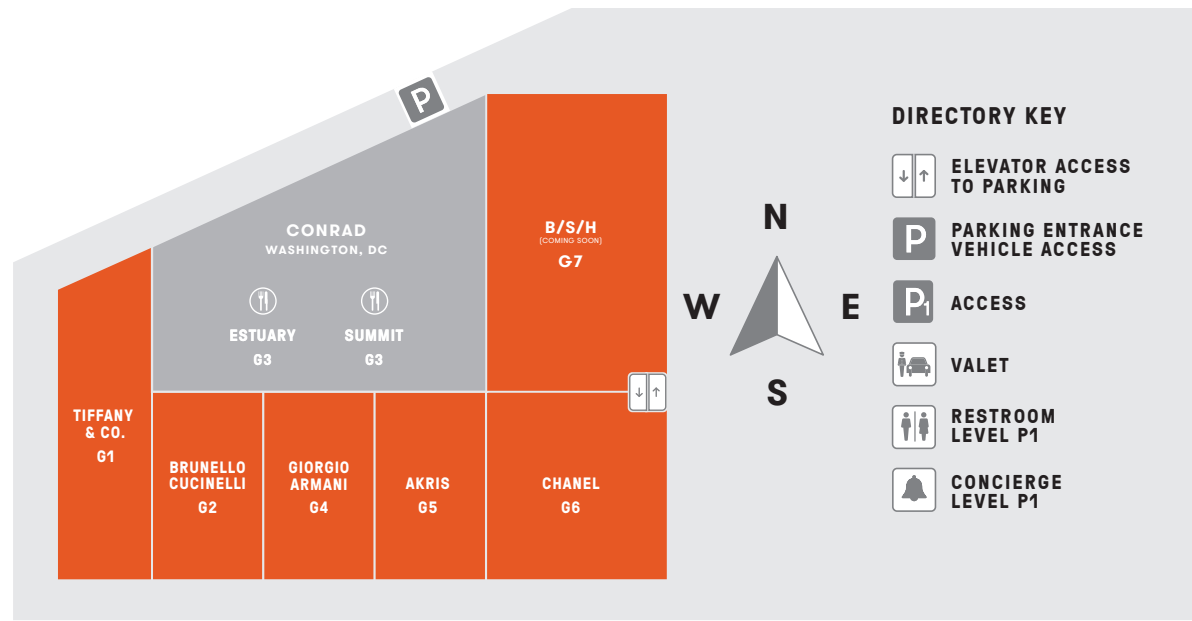 P
CONRAD
WASHINGTON, DC
ESTUARY
G3
SUMMIT
G3
B/S/H
(COMING SOON)
G7
TIFFANY
& CO.
G1
BRUNELLO
CUCINELLI
G2
GIORGIO
ARMANI
G4
AKRIS
G5
CHANEL
G6
N
W
E
S
DIRECTORY KEY
ELEVATOR ACCESS
TO PARKING
P
PARKING ENTRANCE
VEHICLE ACCESS
P1
ACCESS
VALET
RESTROOM
LEVEL P1
CONCIERGE
LEVEL P1